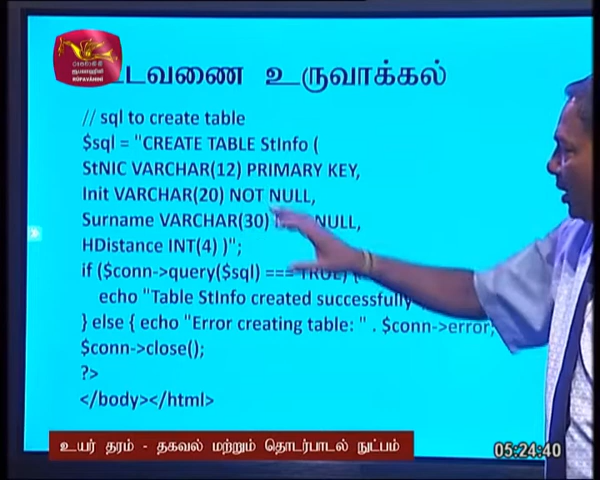 உருவாக்கல்
// sql to create table
$sql = "CREATE TABLE StInfo (
StNIC VARCHAR(12) PRIMARY KEY,
Init VARCHAR(20) NOT NULL,
Surname VARCHAR(30) NULL,
HDistance INT(4) )";
if ($conn->query($sql) === TRUE) {
echo "Table StInfo created successfully
} else { echo "Error creating table: " . $conn->error;
$conn->close();
?>
</body></html>
உயர் தரம் - தகவல் மற்றும் தொடர்பாடல் நுட்பம்
05:24:40